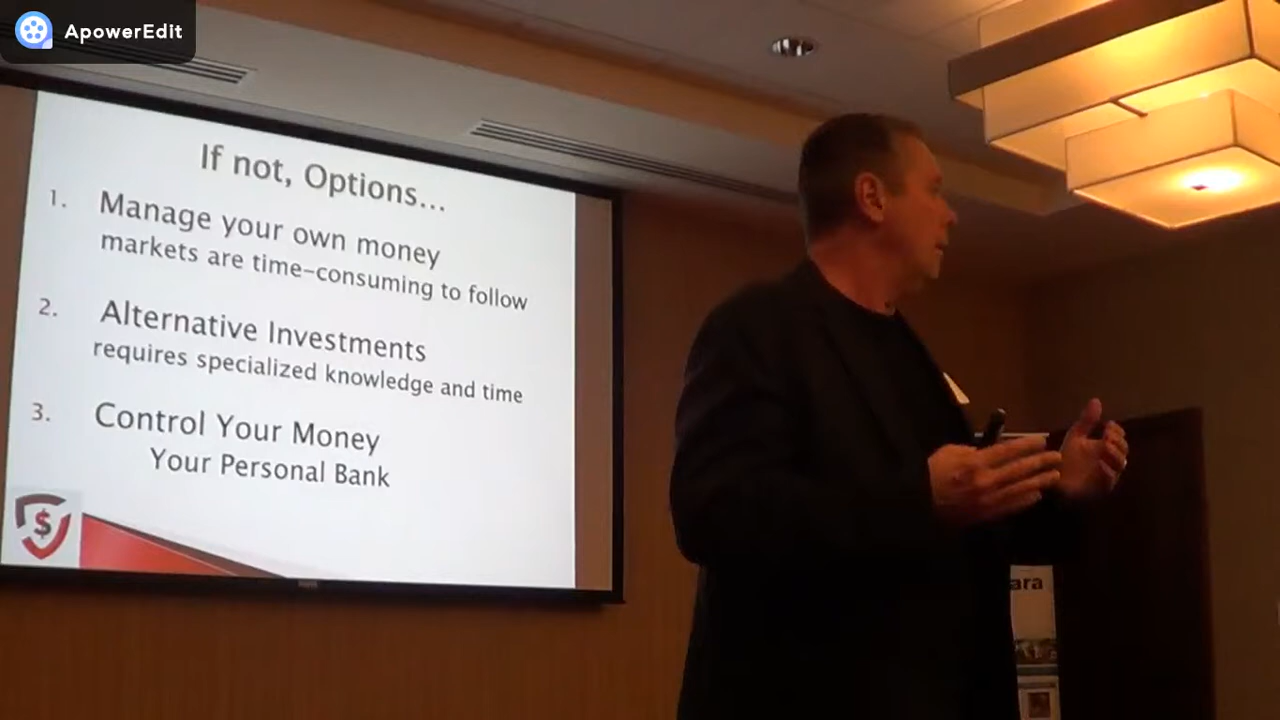 ApowerEdit
If not, Options...
1. Manage your own money
markets are time-consuming to follow
2. Alternative Investments
requires specialized knowledge and time
3. Control Your Money
Your Personal Bank
$
ara